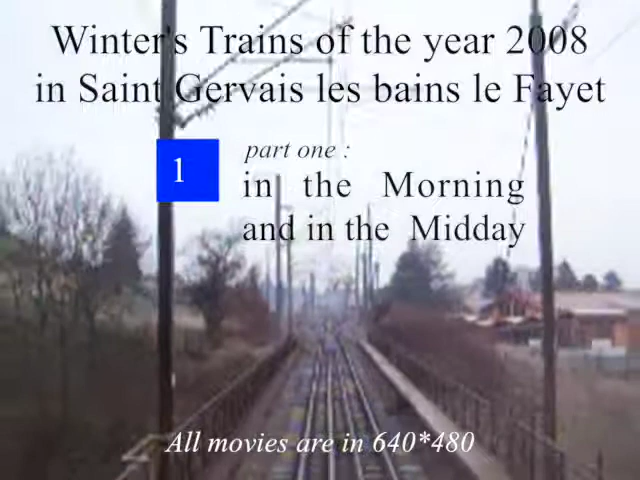 Winter's Trains of the year 2008
in Saint Gervais les bains le Fayet
1
part one :
in the Morning
and in the Midday
All movies are in 640*480